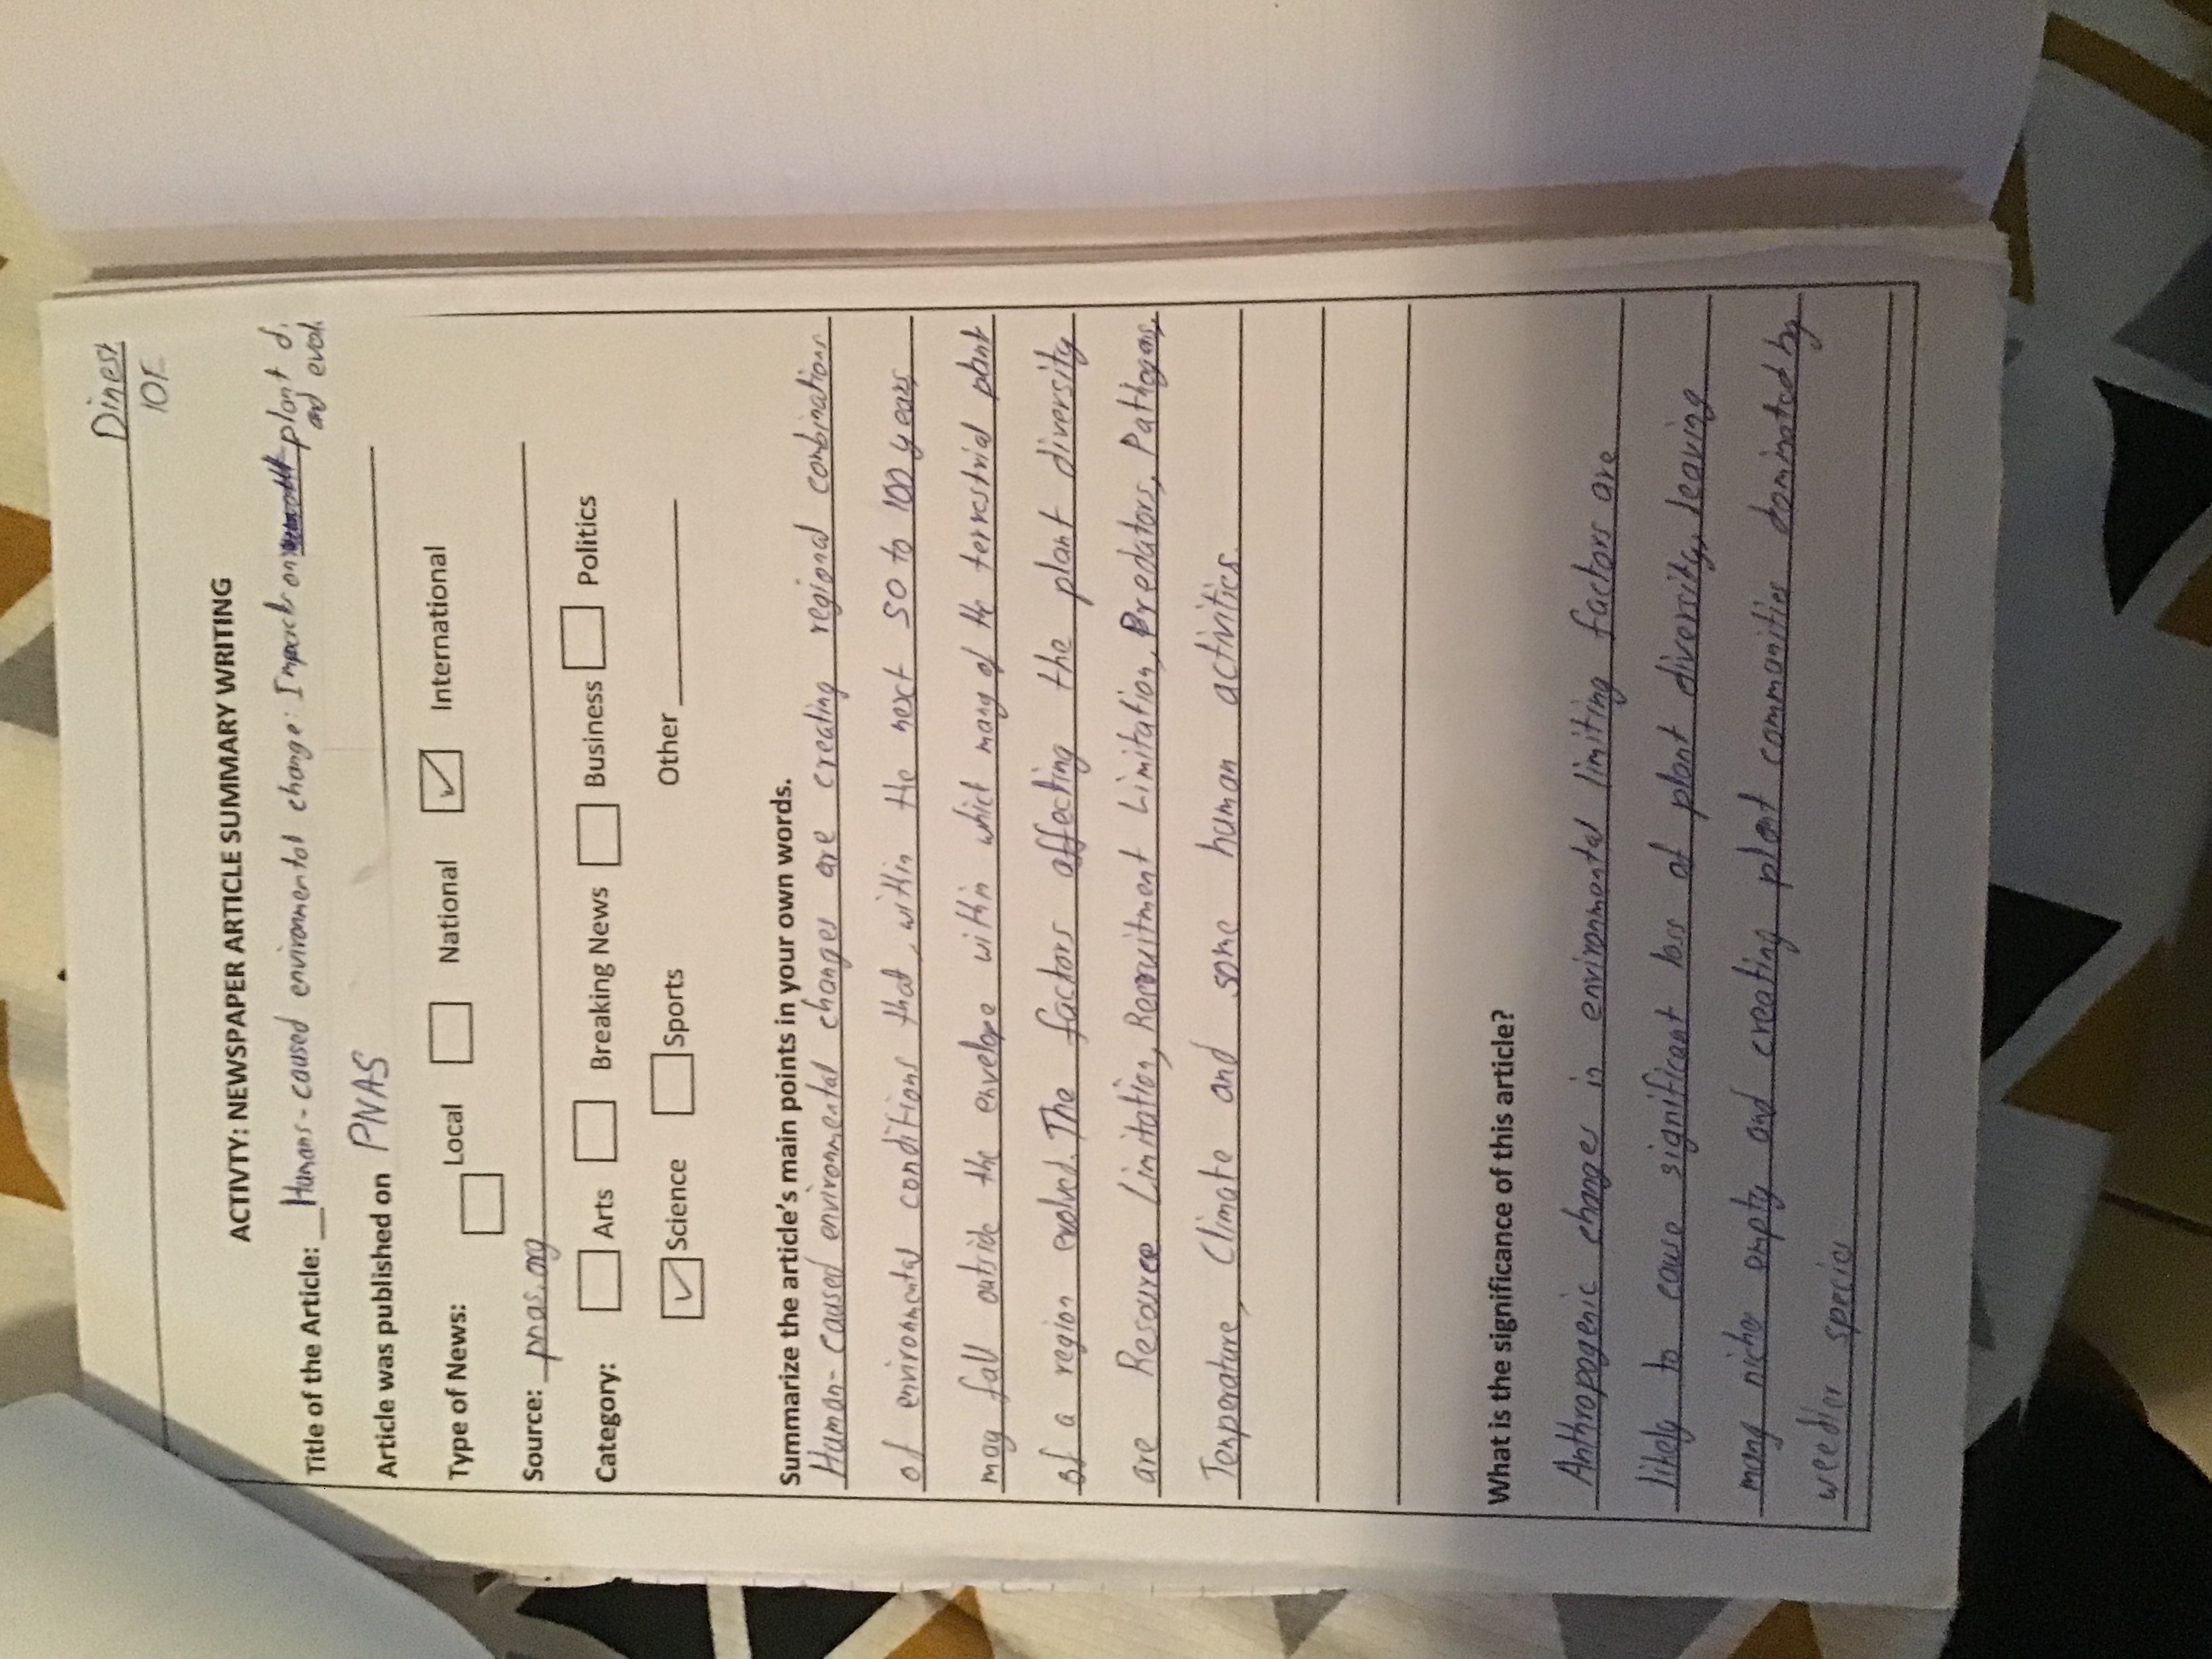 Dinesh
10F
ACTIVTY: NEWSPAPER ARTICLE SUMMARY WRITING
Title of the Article: Humans-caused environmental change: Impacts on plant d.
and evol.
Article was published on PNAS
Type of News: Local National International
Source: pnas.org
Category: Arts Breaking News Business Politics
Science Sports Other
Summarize the article's main points in your own words.
Human-caused environmental changes are creating regional combinations
of environmental conditions that, within the next 50 to 100 years,
may fall outside the envelope within which many of the terrestrial plant
of a region evolved. The factors affecting the plant diversity
are Resource Limitation, Recruitment Limitation, Predators, Pathogens,
Temperature, Climate and some human activities.
What is the significance of this article?
Anthropogenic changes in environmental limiting factors are
likely to cause significant loss of plant diversity, leaving
many niche empty and creating plant communities dominated by
weedier species